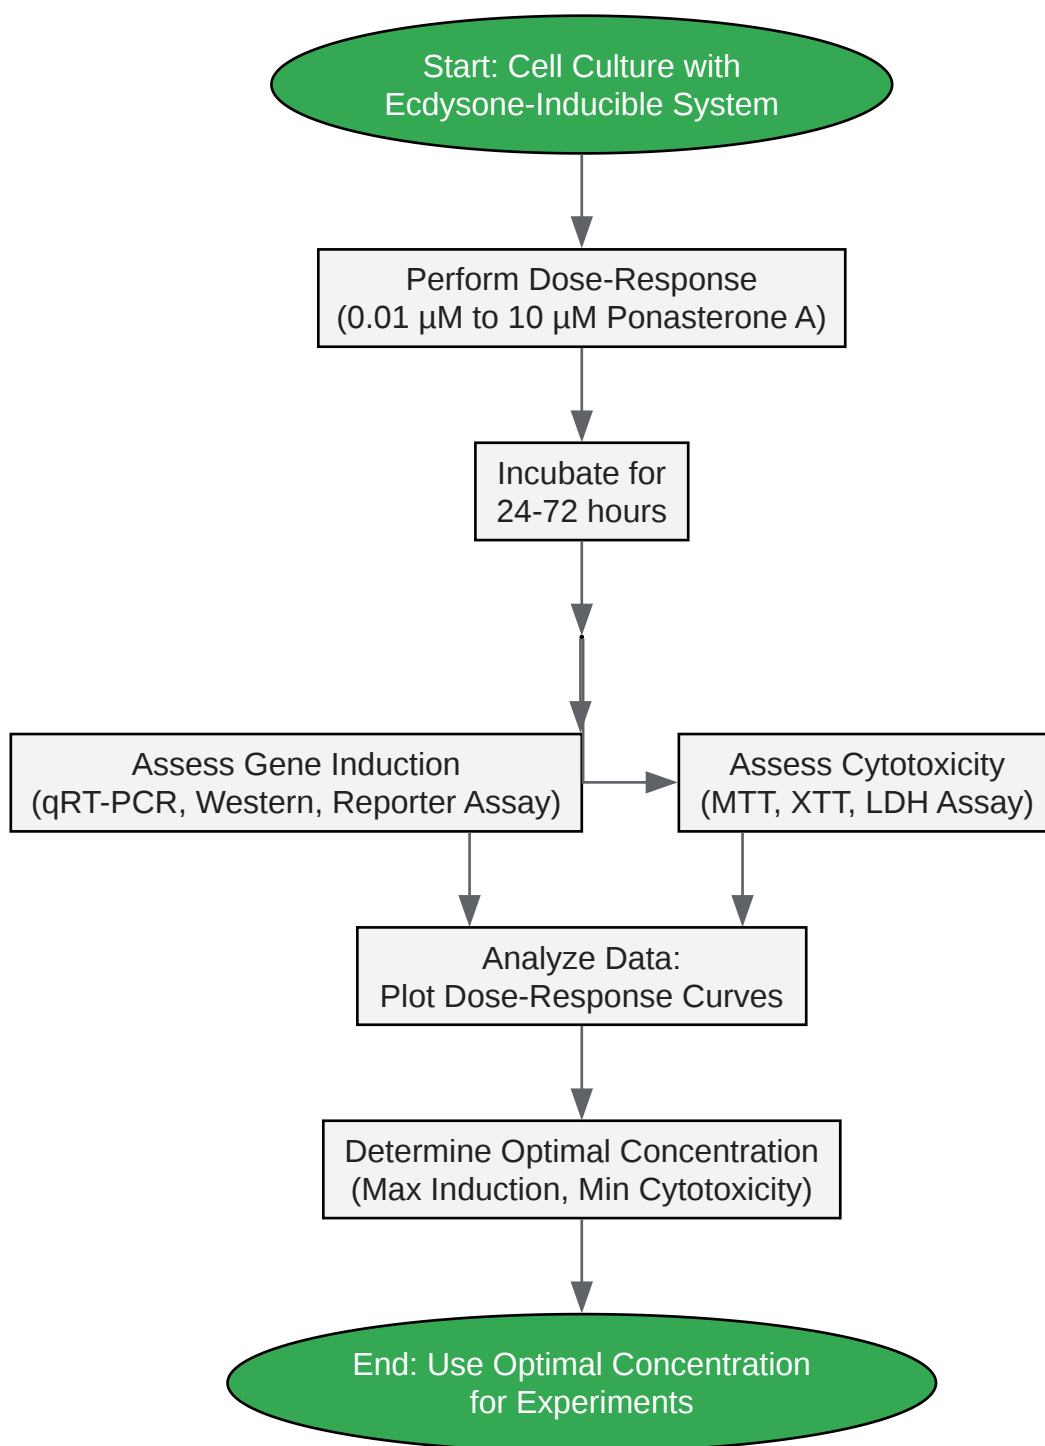 Start: Cell Culture with
Ecdysone-Inducible System
Perform Dose-Response
(0.01 µM to 10 µM Ponasterone A)
Incubate for
24-72 hours
Assess Gene Induction
(qRT-PCR, Western, Reporter Assay)
Assess Cytotoxicity
(MTT, XTT, LDH Assay)
Analyze Data:
Plot Dose-Response Curves
Determine Optimal Concentration
(Max Induction, Min Cytotoxicity)
End: Use Optimal Concentration
for Experiments